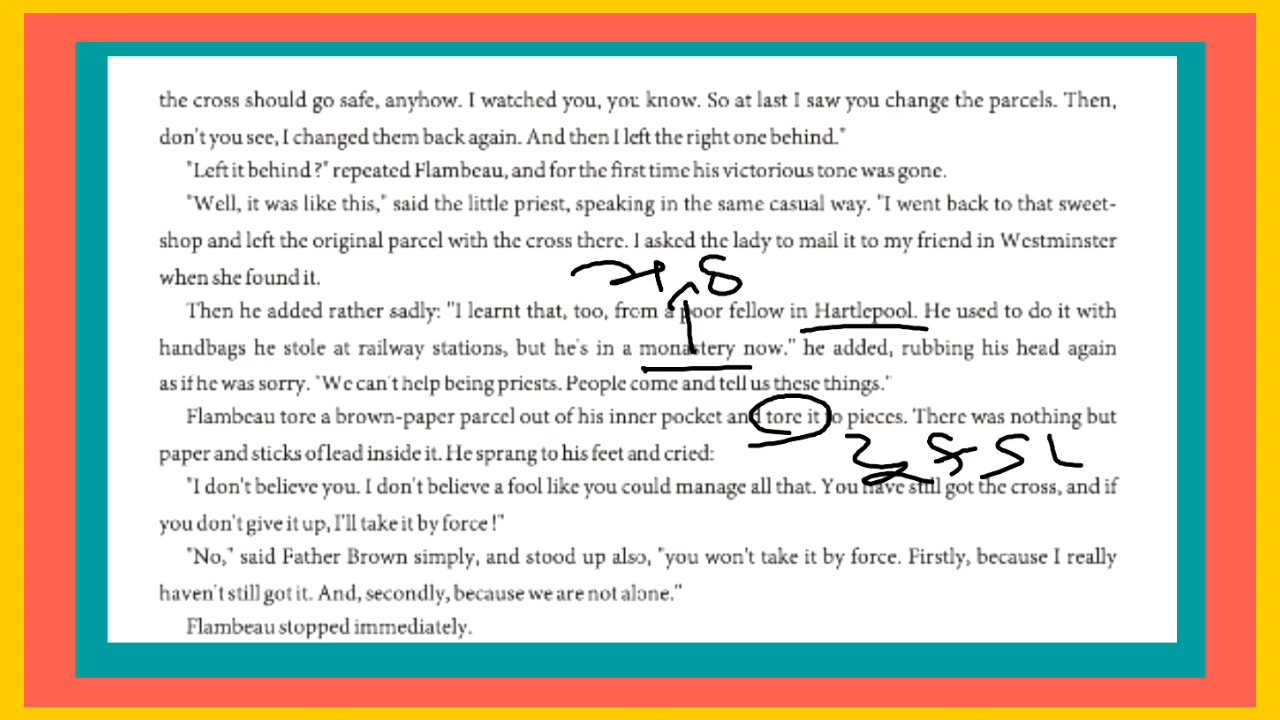 the cross should go safe, anyhow. I watched you, you know. So at last I saw you change the parcels. Then,
don't you see, I changed them back again. And then I left the right one behind."
"Left it behind?" repeated Flambeau, and for the first time his victorious tone was gone.
"Well, it was like this," said the little priest, speaking in the same casual way. "I went back to that sweet-
shop and left the original parcel with the cross there. I asked the lady to mail it to my friend in Westminster
when she found it.
Then he added rather sadly: "I learnt that, too, from a poor fellow in Hartlepool. He used to do it with
handbags he stole at railway stations, but he's in a monastery now." he added, rubbing his head again
as if he was sorry. "We can't help being priests. People come and tell us these things."
Flambeau tore a brown-paper parcel out of his inner pocket and tore it to pieces. There was nothing but
paper and sticks of lead inside it. He sprang to his feet and cried:
"I don't believe you. I don't believe a fool like you could manage all that. You have still got the cross, and if
you don't give it up, I'll take it by force!"
"No," said Father Brown simply, and stood up also, "you won't take it by force. Firstly, because I really
haven't still got it. And, secondly, because we are not alone."
Flambeau stopped immediately.